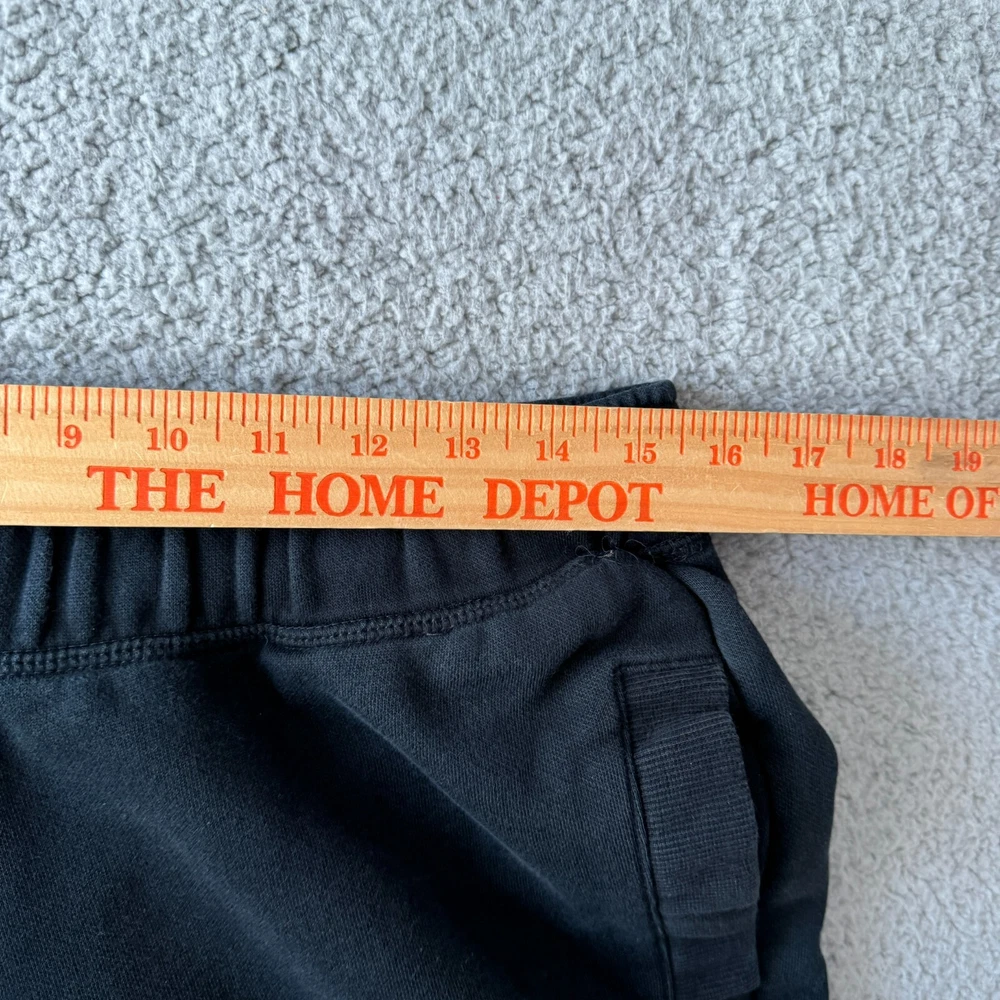 9 10 11 12 13 14 15 16 17 18 19
THE HOME DEPOT HOME OF